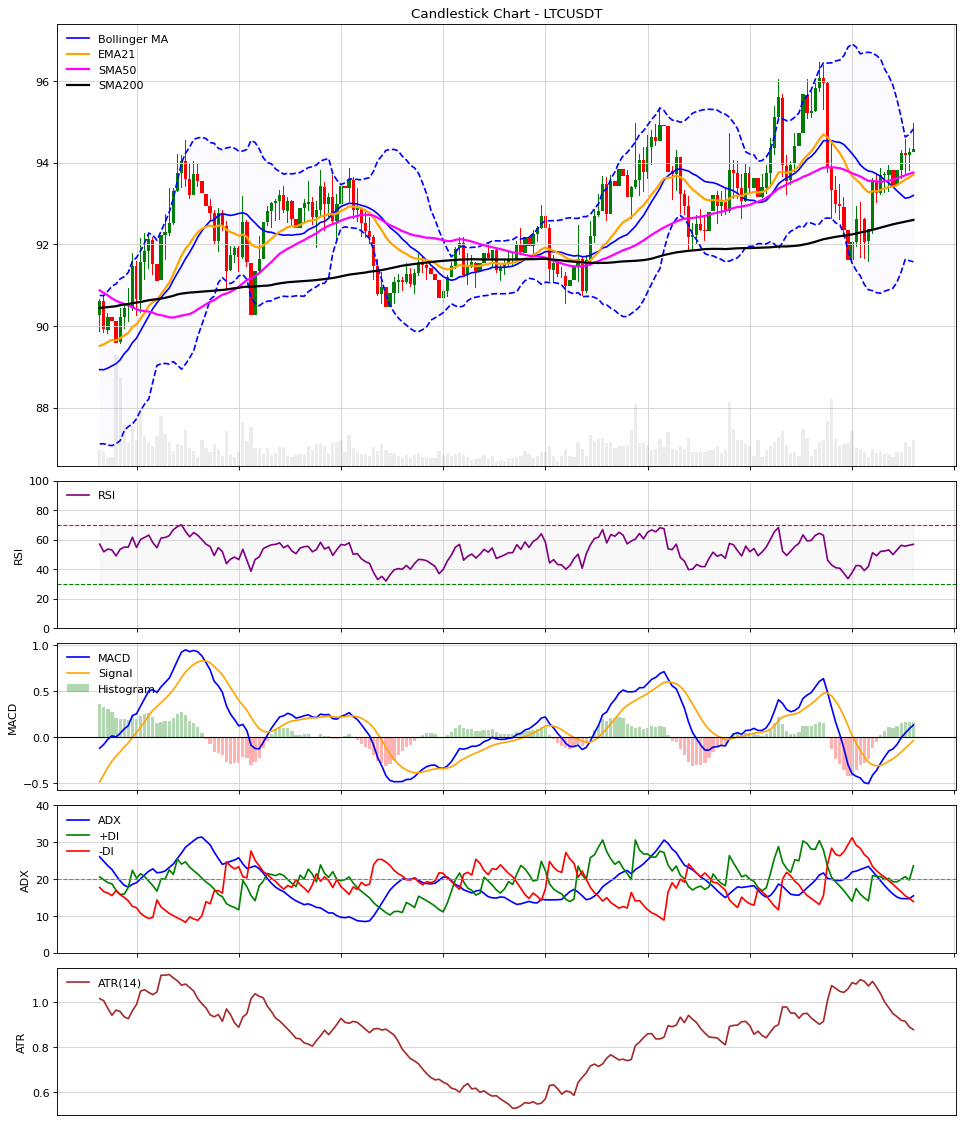 Candlestick Chart - LTCUSDT
Bollinger MA
EMA21
SMA50
SMA200
96
94
92
90
88
RSI
100
80
60
40
20
0
RSI
MACD
Signal
Histogram
1.0
0.5
0.0
−0.5
MACD
ADX
+DI
-DI
40
30
20
10
0
ADX
ATR(14)
1.0
0.8
0.6
ATR